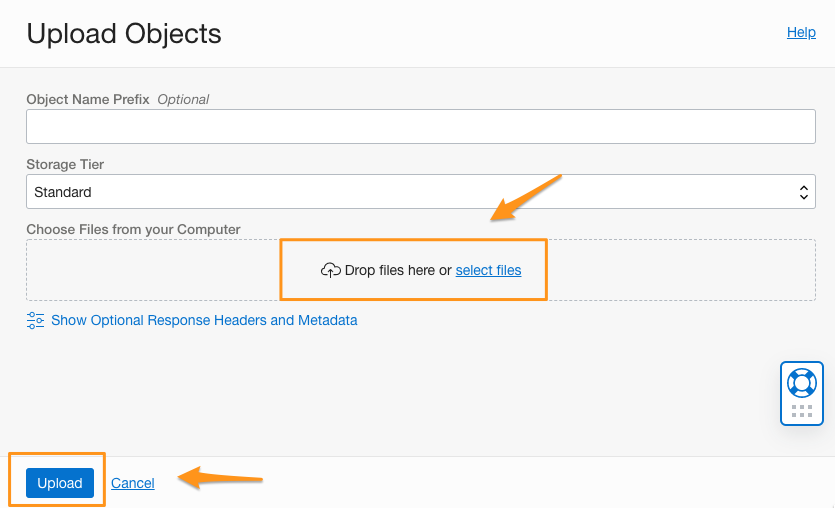 Upload Objects
Help
Object Name Prefix Optional
Storage Tier
Standard
Choose Files from your Computer
Drop files here or select files
Show Optional Response Headers and Metadata
Upload Cancel